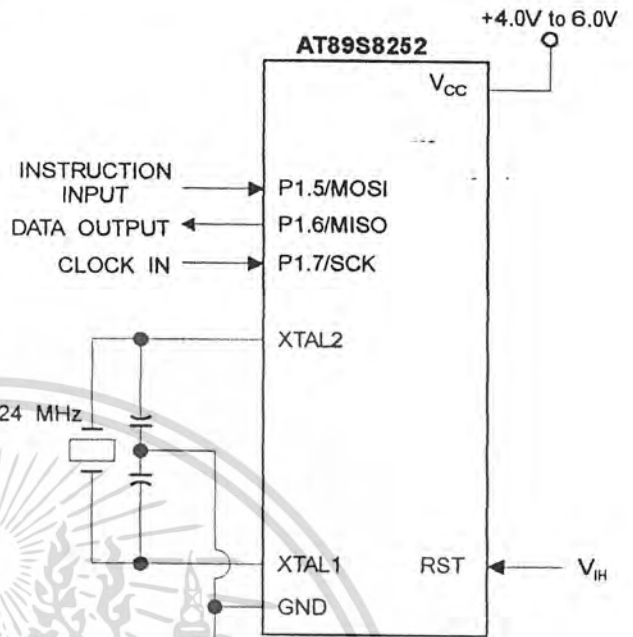 +4.0V to 6.0V
AT89S8252
VCC
INSTRUCTION
INPUT
P1.5/MOSI
DATA OUTPUT
P1.6/MISO
CLOCK IN
P1.7/SCK
XTAL2
24 MHz
XTAL1
RST
VIH
GND